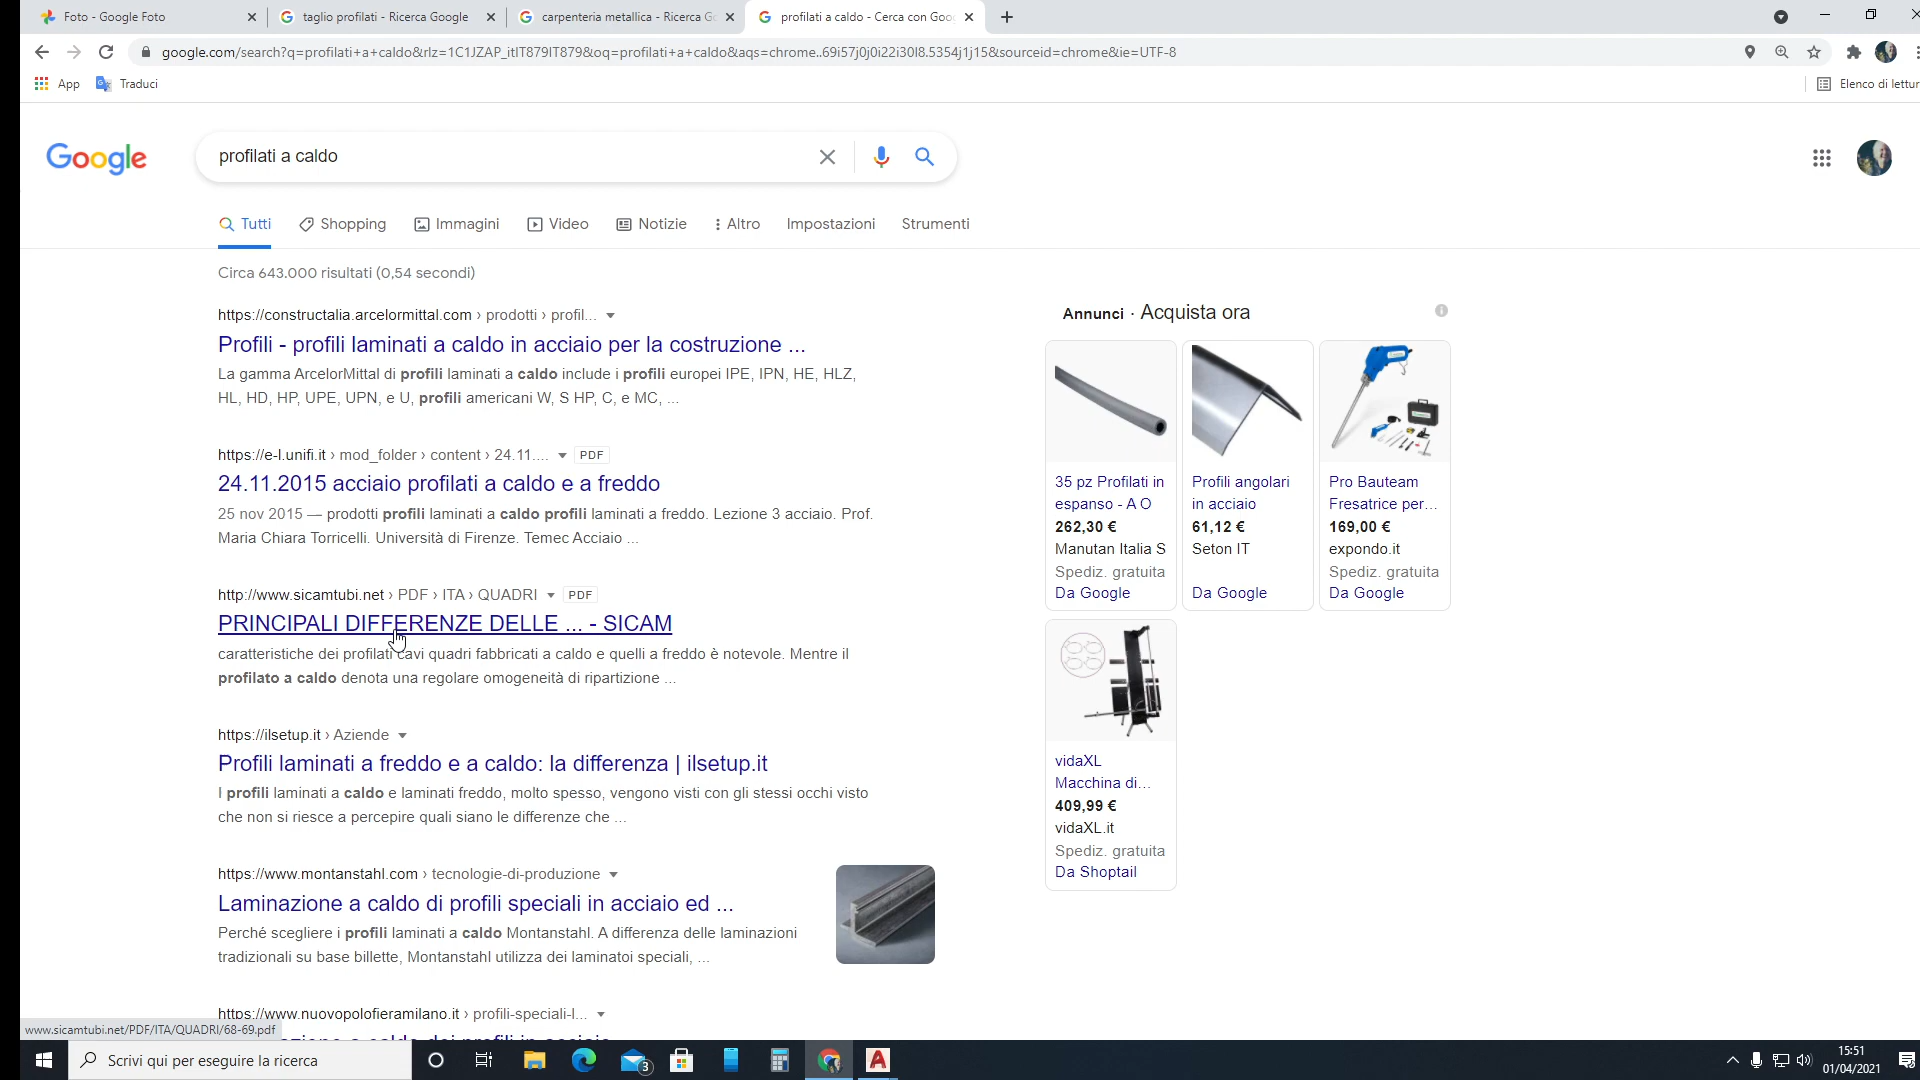 Foto - Google Foto
taglio profilati - Ricerca Google
carpenteria metallica - Ricerca G
profilati a caldo - Cerca con Goo
google.com/search?q=profilati+a+caldo&rlz=1C1JZAP_itIT879IT879&oq=profilati+a+caldo&aqs=chrome..69i57j0j0i22i30l8.5354j1j15&sourceid=chrome&ie=UTF-8
App
Traduci
Elenco di lettur
Google
profilati a caldo
Tutti
Shopping
Immagini
Video
Notizie
Altro
Impostazioni
Strumenti
Circa 643.000 risultati (0,54 secondi)
https://constructalia.arcelormittal.com › prodotti › profil...
Profili - profili laminati a caldo in acciaio per la costruzione ...
La gamma ArcelorMittal di profili laminati a caldo include i profili europei IPE, IPN, HE, HLZ,
HL, HD, HP, UPE, UPN, e U, profili americani W, S HP, C, e MC, ...
https://e-l.unifi.it › mod_folder › content › 24.11....
PDF
24.11.2015 acciaio profilati a caldo e a freddo
25 nov 2015 — prodotti profili laminati a caldo profili laminati a freddo. Lezione 3 acciaio. Prof.
Maria Chiara Torricelli. Università di Firenze. Temec Acciaio ...
http://www.sicamtubi.net › PDF › ITA › QUADRI
PDF
PRINCIPALI DIFFERENZE DELLE ... - SICAM
caratteristiche dei profilati cavi quadri fabbricati a caldo e quelli a freddo è notevole. Mentre il
profilato a caldo denota una regolare omogeneità di ripartizione ...
https://ilsetup.it › Aziende
Profili laminati a freddo e a caldo: la differenza | ilsetup.it
I profili laminati a caldo e laminati freddo, molto spesso, vengono visti con gli stessi occhi visto
che non si riesce a percepire quali siano le differenze che ...
https://www.montanstahl.com › tecnologie-di-produzione
Laminazione a caldo di profili speciali in acciaio ed ...
Perché scegliere i profili laminati a caldo Montanstahl. A differenza delle laminazioni
tradizionali su base billette, Montanstahl utilizza dei laminatoi speciali, ...
https://www.nuovopolofieramilano.it › profili-speciali-l...
Annunci · Acquista ora
35 pz Profilati in
espanso - A O
262,30 €
Manutan Italia S
Spediz. gratuita
Da Google
Profili angolari
in acciaio
61,12 €
Seton IT
Da Google
Pro Bauteam
Fresatrice per...
169,00 €
expondo.it
Spediz. gratuita
Da Google
vidaXL
Macchina di...
409,99 €
vidaXL.it
Spediz. gratuita
Da Shoptail
www.sicamtubi.net/PDF/ITA/QUADRI/68-69.pdf
Scrivi qui per eseguire la ricerca
3
15:51
01/04/2021